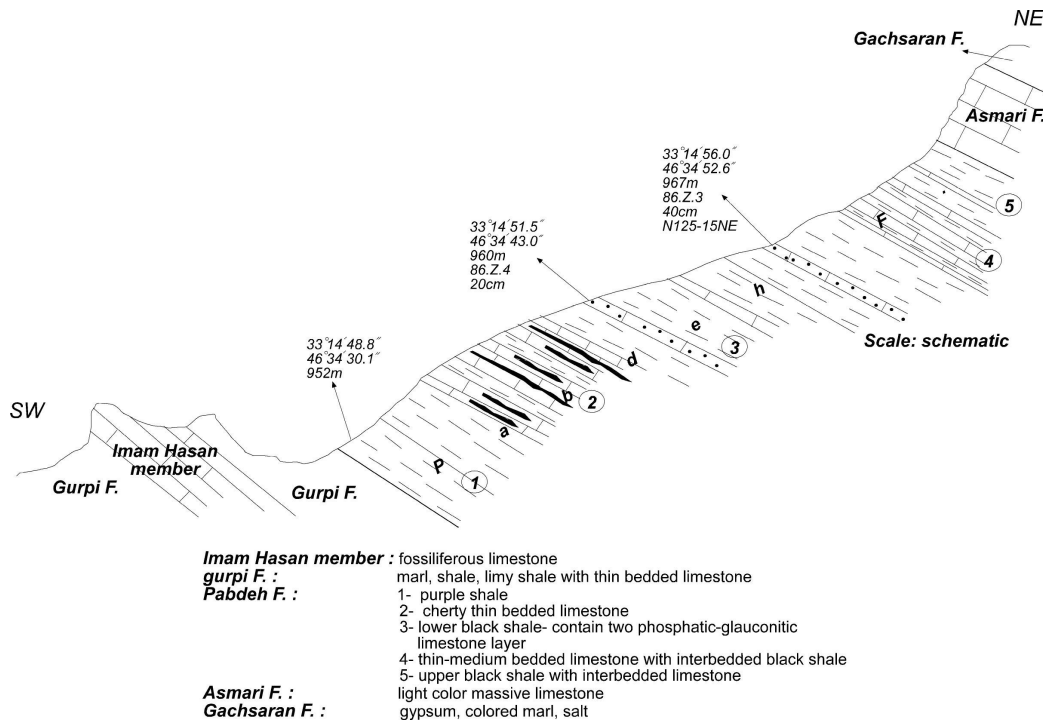 NE
Gachsaran F.
Asmari F.
33°14´56.0˝
46°34´52.6˝
967m
86.Z.3
40cm
N125-15NE
5
33°14´51.5˝
46°34´43.0˝
960m
86.Z.4
20cm
F
4
h
e
3
Scale: schematic
33°14´48.8˝
46°34´30.1˝
952m
d
b
2
a
SW
Imam Hasan
member
P
1
Gurpi F.
Gurpi F.
Imam Hasan member : fossiliferous limestone
gurpi F. : marl, shale, limy shale with thin bedded limestone
Pabdeh F. : 1- purple shale
2- cherty thin bedded limestone
3- lower black shale- contain two phosphatic-glauconitic
limestone layer
4- thin-medium bedded limestone with interbedded black shale
5- upper black shale with interbedded limestone
Asmari F. : light color massive limestone
Gachsaran F. : gypsum, colored marl, salt